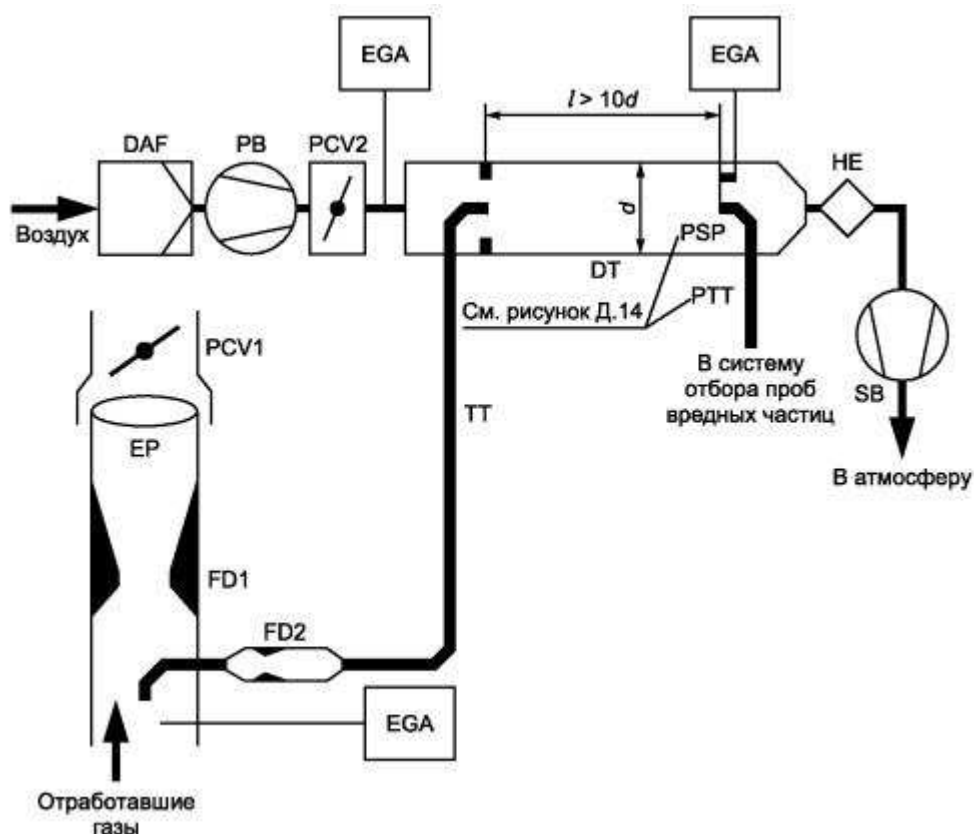 EGA
EGA
l > 10d
DAF
PB
PCV2
HE
Воздух
d
PSP
DT
PTT
См. рисунок Д.14
PCV1
В систему
отбора проб
вредных частиц
SB
TT
EP
В атмосферу
FD1
FD2
EGA
Отработавшие
газы